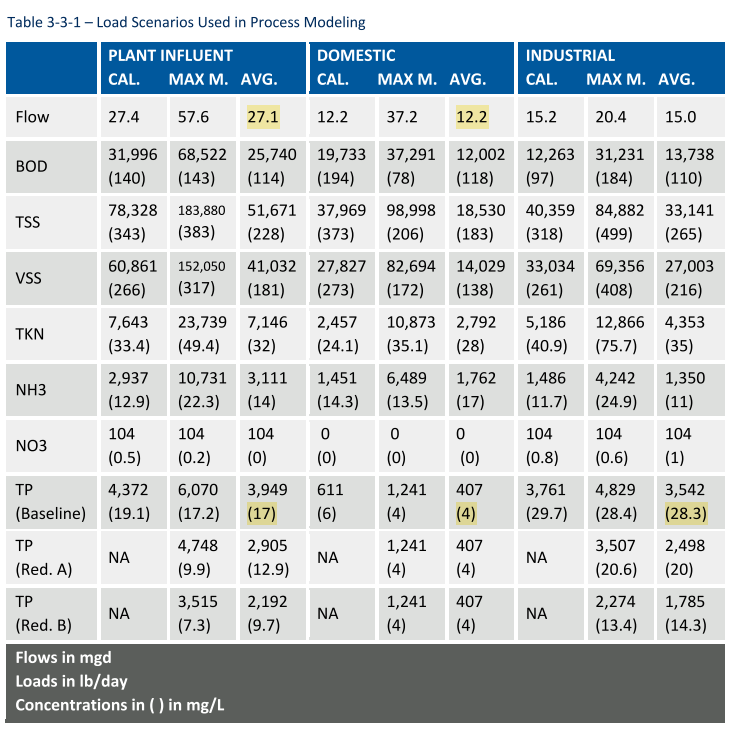 Table 3-3-1 – Load Scenarios Used in Process Modeling
PLANT INFLUENT DOMESTIC INDUSTRIAL
CAL. MAX M. AVG. CAL. MAX M. AVG. CAL. MAX M. AVG.
Flow 27.4 57.6 27.1 12.2 37.2 12.2 15.2 20.4 15.0
BOD 31,996 68,522 25,740 19,733 37,291 12,002 12,263 31,231 13,738
(140) (143) (114) (194) (78) (118) (97) (184) (110)
TSS 78,328 183,880 51,671 37,969 98,998 18,530 40,359 84,882 33,141
(343) (383) (228) (373) (206) (183) (318) (499) (265)
VSS 60,861 152,050 41,032 27,827 82,694 14,029 33,034 69,356 27,003
(266) (317) (181) (273) (172) (138) (261) (408) (216)
TKN 7,643 23,739 7,146 2,457 10,873 2,792 5,186 12,866 4,353
(33.4) (49.4) (32) (24.1) (35.1) (28) (40.9) (75.7) (35)
NH3 2,937 10,731 3,111 1,451 6,489 1,762 1,486 4,242 1,350
(12.9) (22.3) (14) (14.3) (13.5) (17) (11.7) (24.9) (11)
NO3 104 104 104 0 0 0 104 104 104
(0.5) (0.2) (0) (0) (0) (0) (0.8) (0.6) (1)
TP 4,372 6,070 3,949 611 1,241 407 3,761 4,829 3,542
(Baseline) (19.1) (17.2) (17) (6) (4) (4) (29.7) (28.4) (28.3)
TP NA 4,748 2,905 NA 1,241 407 NA 3,507 2,498
(Red. A) (9.9) (12.9) (4) (4) (20.6) (20)
TP NA 3,515 2,192 NA 1,241 407 NA 2,274 1,785
(Red. B) (7.3) (9.7) (4) (4) (13.4) (14.3)
Flows in mgd
Loads in lb/day
Concentrations in ( ) in mg/L